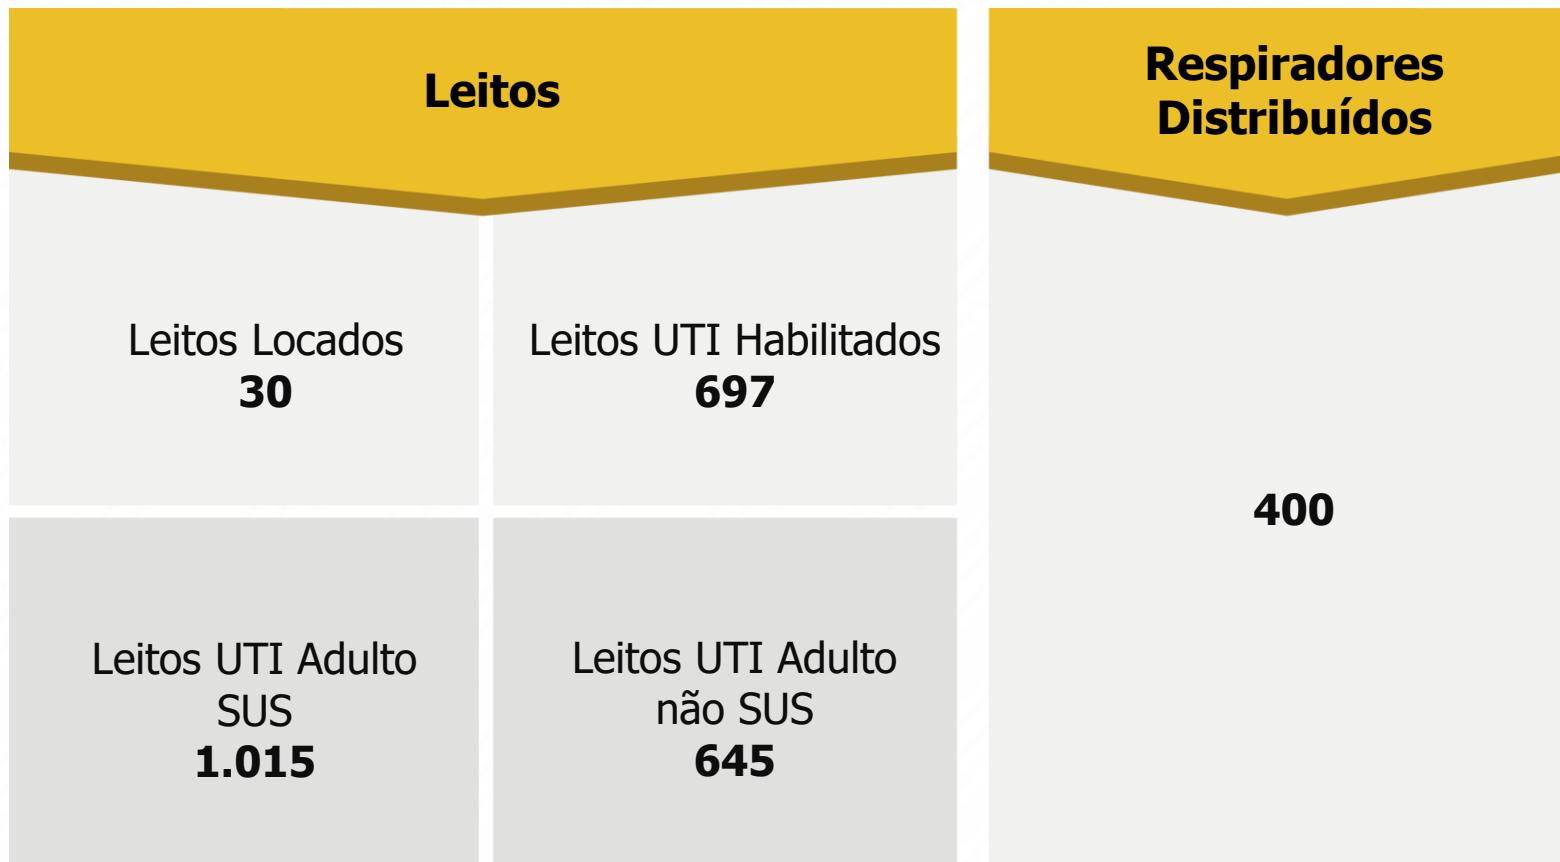 Leitos
Leitos Locados
30
Leitos UTI Habilitados
697
Leitos UTI Adulto
SUS
1.015
Leitos UTI Adulto
não SUS
645
Respiradores
Distribuídos
400